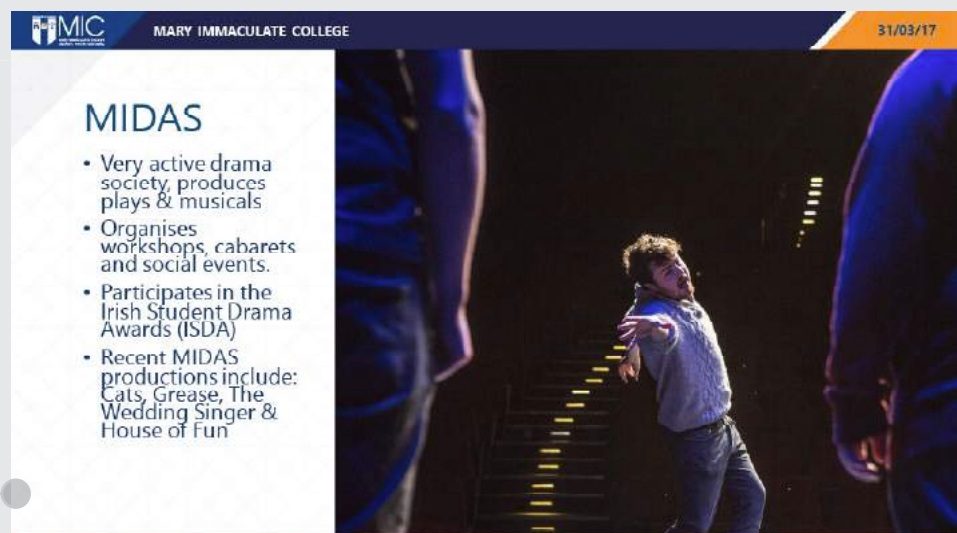 MIC
MARY IMMACULATE COLLEGE
31/03/17
MIDAS
• Very active drama
society, produces
plays & musicals
• Organises
workshops, cabarets
and social events.
• Participates in the
Irish Student Drama
Awards (ISDA)
• Recent MIDAS
productions include:
Cats, Grease, The
Wedding Singer &
House of Fun